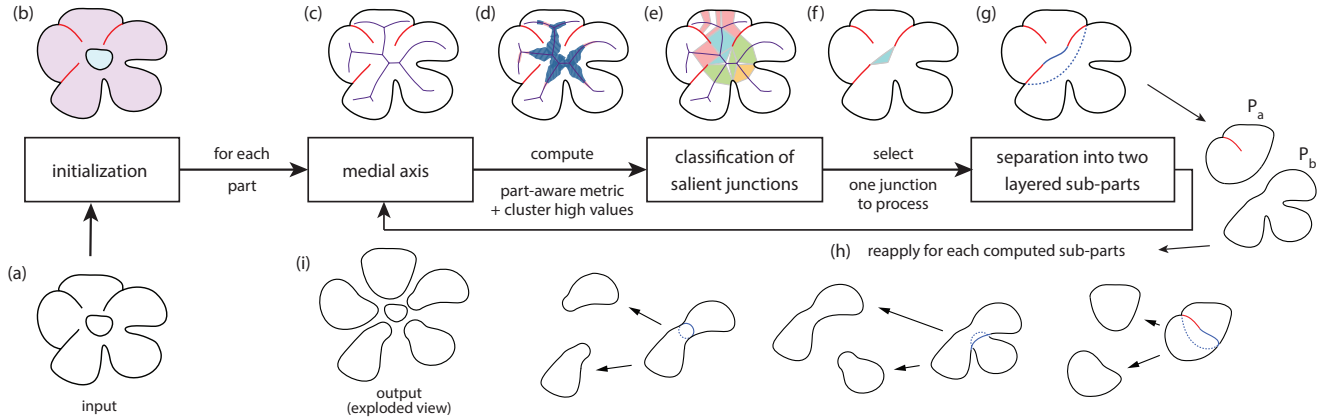 (b)
(c)
(d)
(e)
(f)
(g)
P_a
P_b
initialization
for each
part
medial axis
compute
part-aware metric
+ cluster high values
classification of
salient junctions
select
one junction
to process
separation into two
layered sub-parts
(h) reapply for each computed sub-parts
(a)
input
(i)
output
(exploded view)